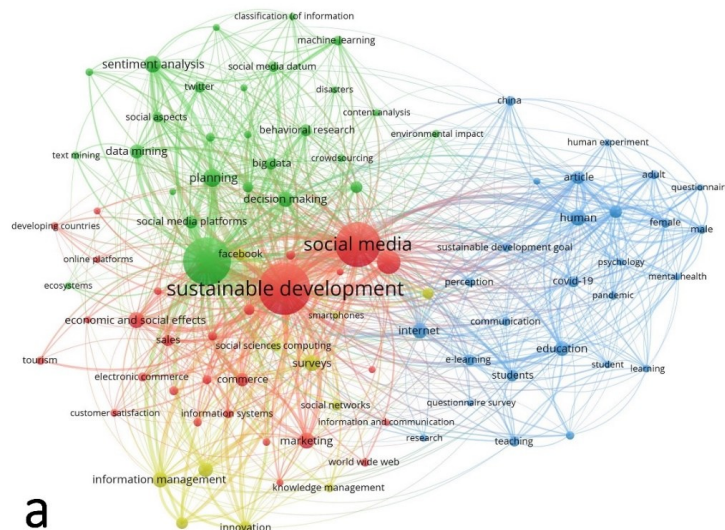 classification (of information
machine learning
sentiment analysis
social media datum
china
twitter
disasters
content analysis
social aspects
behavioral research
environmental impact
human experiment
text mining
data mining
big data
crowdsourcing
article
adult
planning
questionnair
decision making
human
female
male
developing countries
social media platforms
social media
sustainable development goal
facebook
online platforms
psychology
mental health
ecosystems
sustainable development
perception
covid-19
pandemic
smartphones
economic and social effects
internet
communication
sales
social sciences computing
education
tourism
surveys
e-learning
student
learning
electronic commerce
commerce
students
customer satisfaction
information systems
social networks
questionnaire survey
information and communication
marketing
research
teaching
world wide web
information management
knowledge management
innovation
a